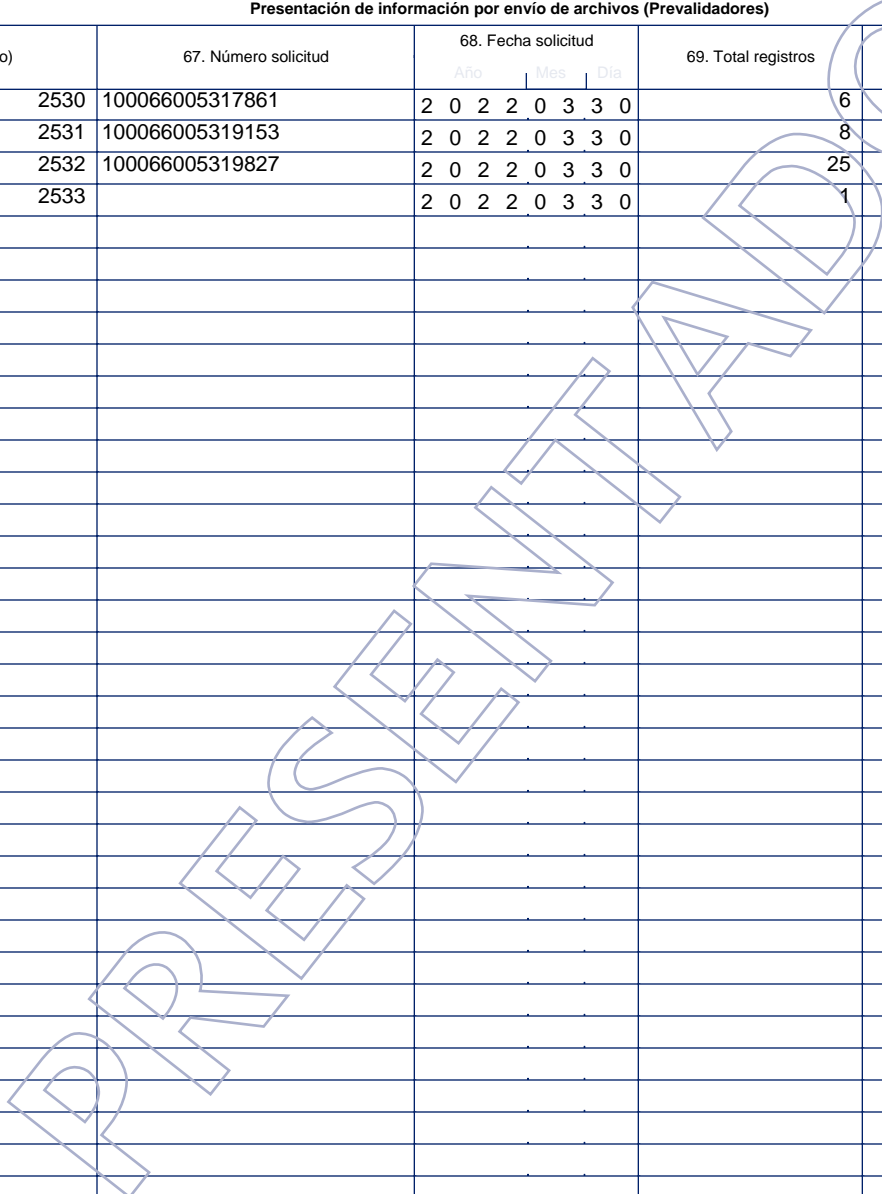 Presentación de información por envío de archivos (Prevalidadores)
o) 67. Número solicitud 68. Fecha solicitud 69. Total registros
Año Mes Día
2530 100066005317861 2 0 2 2 0 3 3 0 6
2531 100066005319153 2 0 2 2 0 3 3 0 8
2532 100066005319827 2 0 2 2 0 3 3 0 25
2533 2 0 2 2 0 3 3 0 1
PRESENTADO